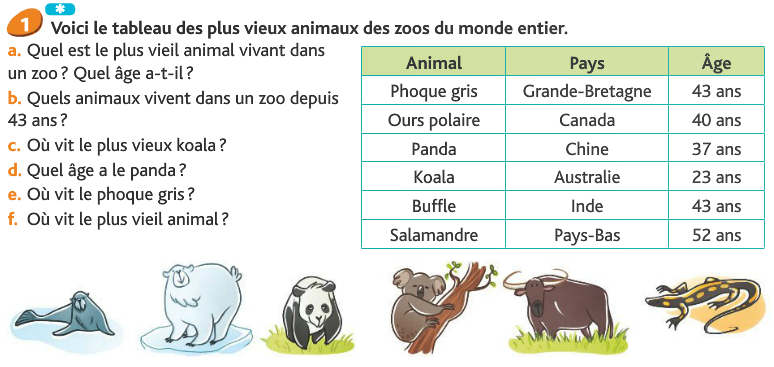 *
1 Voici le tableau des plus vieux animaux des zoos du monde entier.
a. Quel est le plus vieil animal vivant dans
un zoo ? Quel âge a-t-il ?
b. Quels animaux vivent dans un zoo depuis
43 ans ?
c. Où vit le plus vieux koala ?
d. Quel âge a le panda ?
e. Où vit le phoque gris ?
f. Où vit le plus vieil animal ?
Animal Pays Âge
Phoque gris Grande-Bretagne 43 ans
Ours polaire Canada 40 ans
Panda Chine 37 ans
Koala Australie 23 ans
Buffle Inde 43 ans
Salamandre Pays-Bas 52 ans